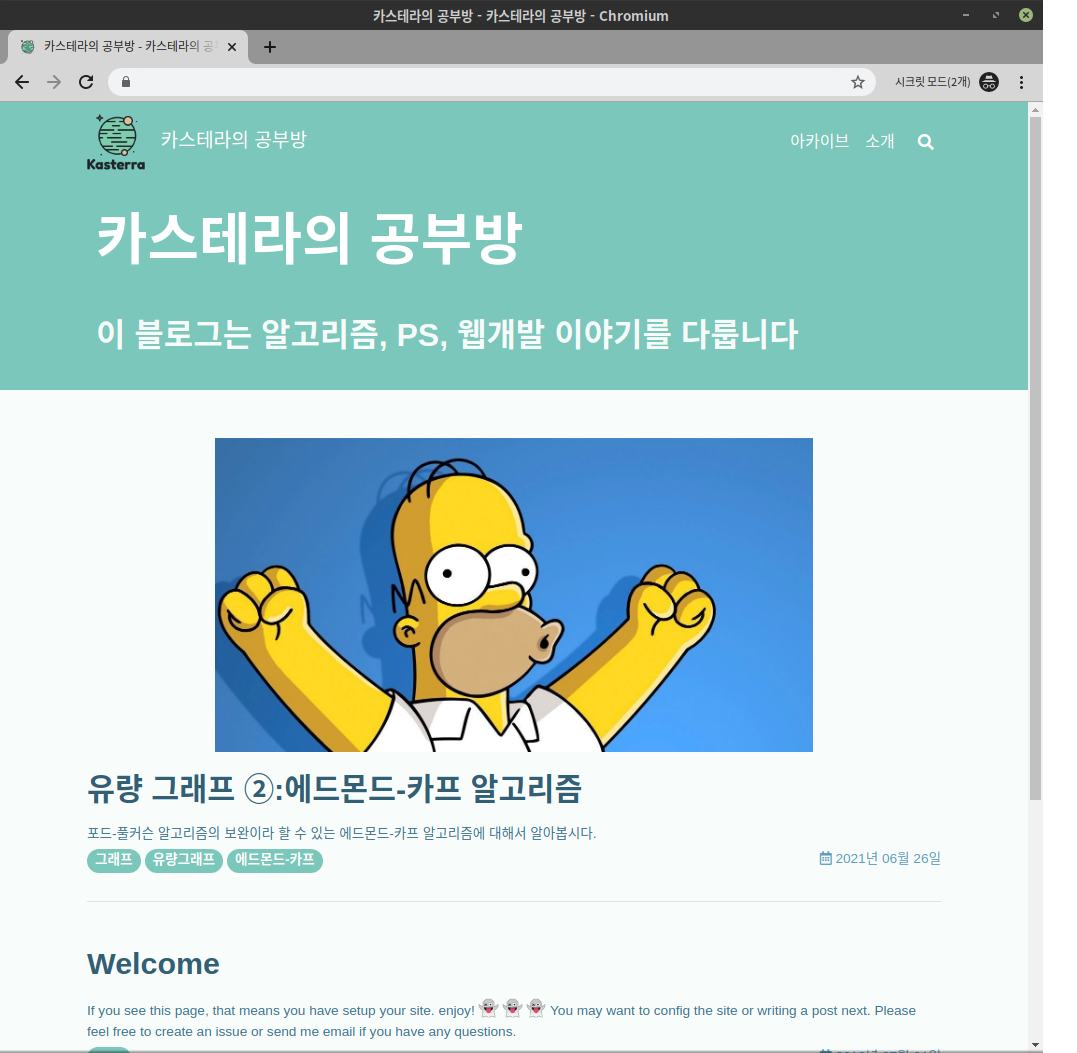 카스테라의 공부방 - 카스테라의 공부방 - Chromium
카스테라의 공부방 - 카스테라의 공
시크릿 모드(2개)
Kasterra
카스테라의 공부방
아카이브 소개
카스테라의 공부방
이 블로그는 알고리즘, PS, 웹개발 이야기를 다룹니다
유량 그래프 ②:에드몬드-카프 알고리즘
포드-풀커슨 알고리즘의 보완이라 할 수 있는 에드몬드-카프 알고리즘에 대해서 알아봅시다.
그래프 유량그래프 에드몬드-카프
2021년 06월 26일
Welcome
If you see this page, that means you have setup your site. enjoy! 👻 👻 👻 You may want to config the site or writing a post next. Please
feel free to create an issue or send me email if you have any questions.